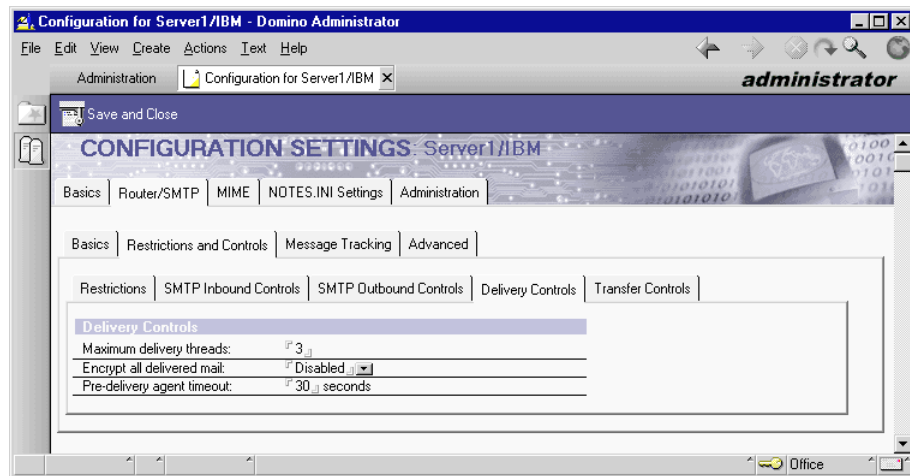 Configuration for Server1/IBM - Domino Administrator
File Edit View Create Actions Text Help
Administration Configuration for Server1/IBM administrator
Save and Close
CONFIGURATION SETTINGS: Server1/IBM
Basics Router/SMTP MIME NOTES.INI Settings Administration
Basics Restrictions and Controls Message Tracking Advanced
Restrictions SMTP Inbound Controls SMTP Outbound Controls Delivery Controls Transfer Controls
Delivery Controls
Maximum delivery threads: 3
Encrypt all delivered mail: Disabled
Pre-delivery agent timeout: 30 seconds
Office